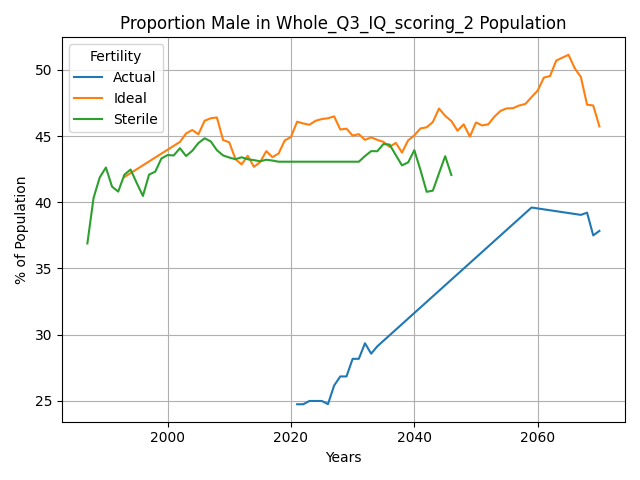 Proportion Male in Whole_Q3_IQ_scoring_2 Population
Fertility
Actual
Ideal
Sterile
% of Population
50
45
40
35
30
25
2000
2020
2040
2060
Years